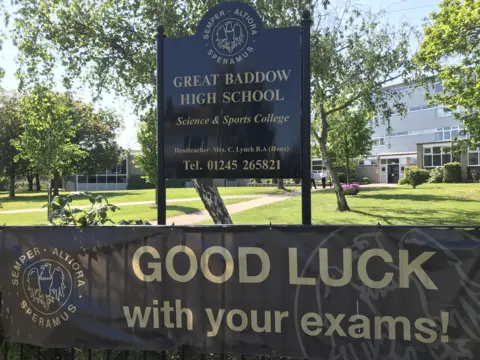 SEMPER · ALTIORA
SPERAMUS
GREAT BADDOW
HIGH SCHOOL
Science & Sports College
Headteacher: Mrs. C. Lynch B.A (Hons)
Tel. 01245 265821
SEMPER · ALTIORA
SPERAMUS
GOOD LUCK
with your exams!